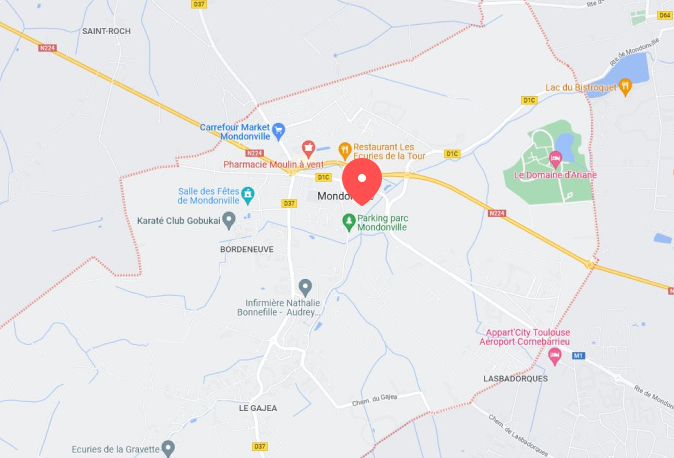 D37
Rte d
D64
SAINT-ROCH
N224
Rte de Mondonville
Lac du Bistroquet
D1C
Carrefour Market
Mondonville
N224
Restaurant Les
Écuries de la Tour
D1C
Pharmacie Moulin à vent
D1C
Le Domaine d'Ariane
Salle des Fêtes
de Mondonville
D37
Mondo
N224
Karaté Club Gobukai
Parking parc
Mondonville
BORDENEUVE
Infirmière Nathalie
Bonnefille - Audrey...
Appart'City Toulouse
Aéroport Cornebarrieu
M1
LASBADORQUES
Rte de Mondon
Chem. du Gajea
LE GAJEA
Chem. de Lasbadorques
D37
Ecuries de la Gravette